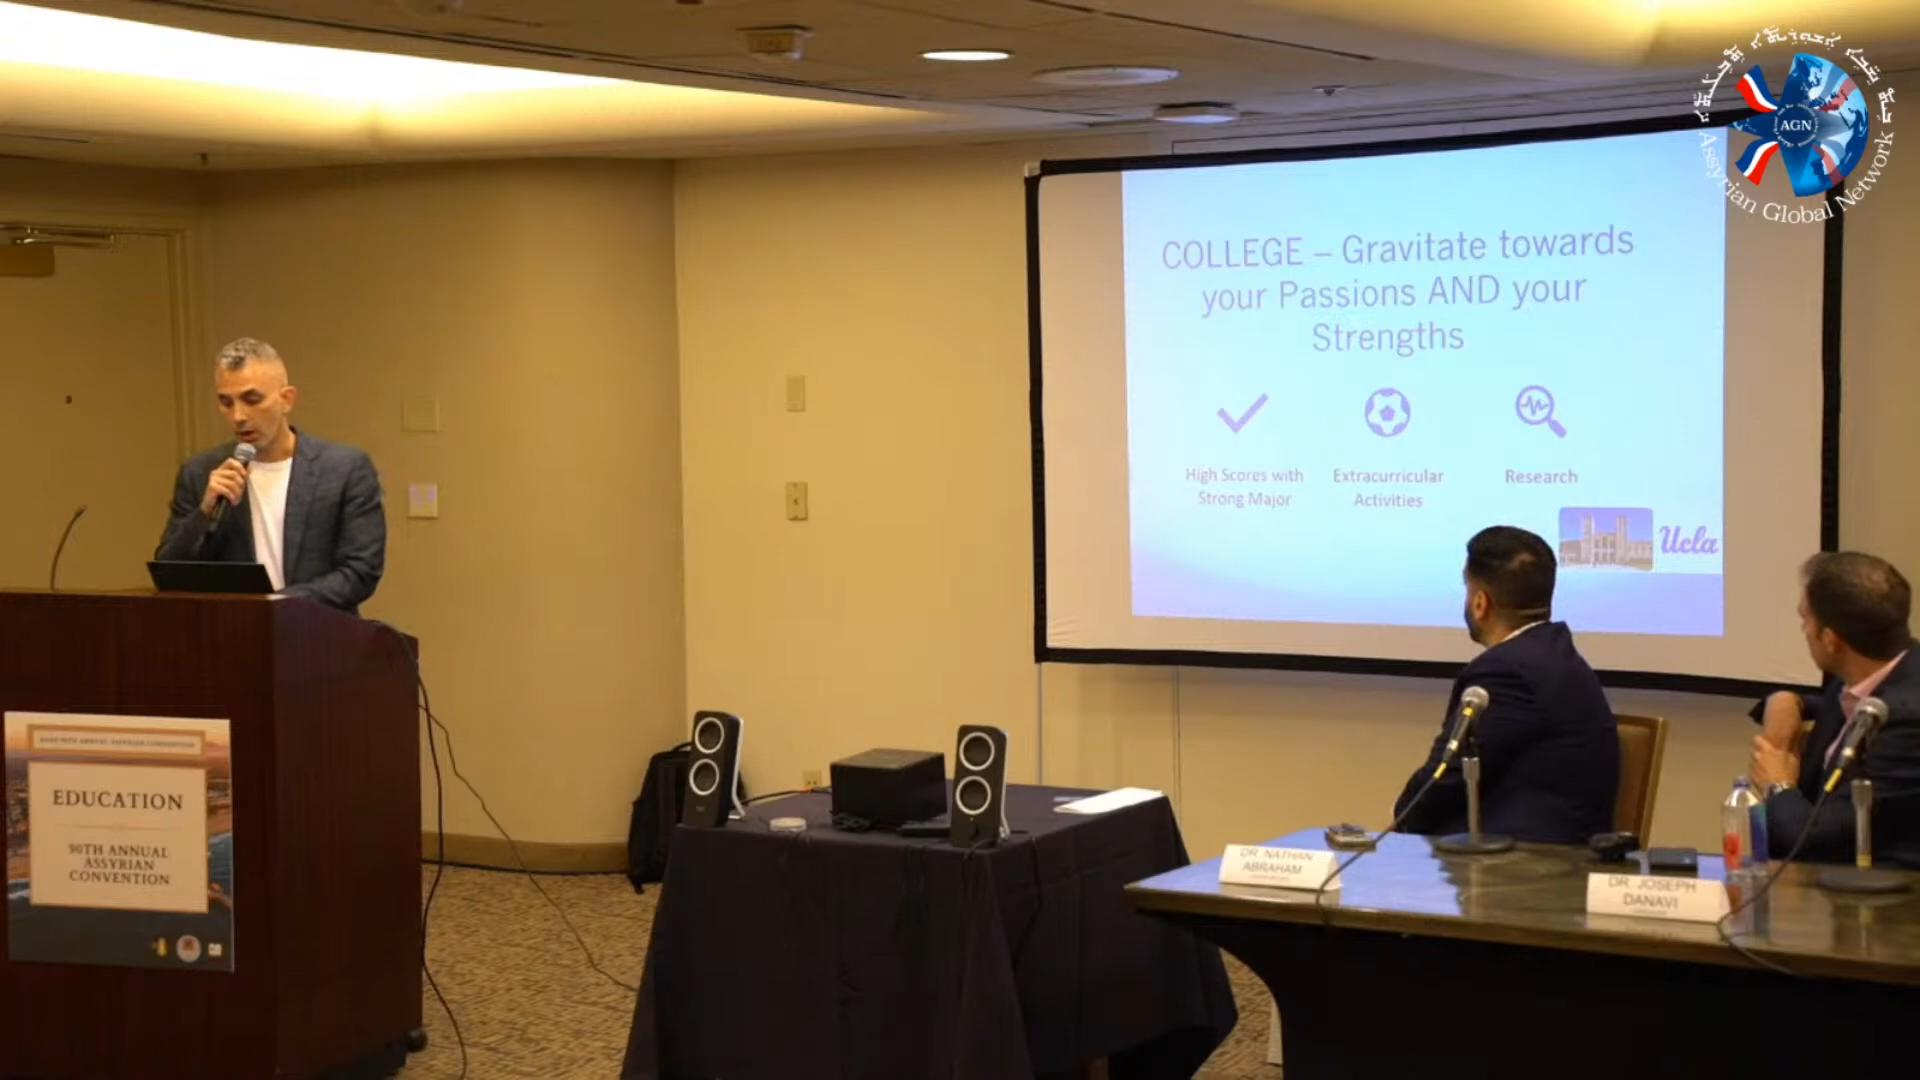 COLLEGE – Gravitate towards
your Passions AND your
Strengths
High Scores with
Strong Major
Extracurricular
Activities
Research
Ucla
AGN
Assyrian Global Network
EDUCATION
90TH ANNUAL
ASSYRIAN
CONVENTION
DR. NATHAN
ABRAHAM
DR. JOSEPH
DANAVI